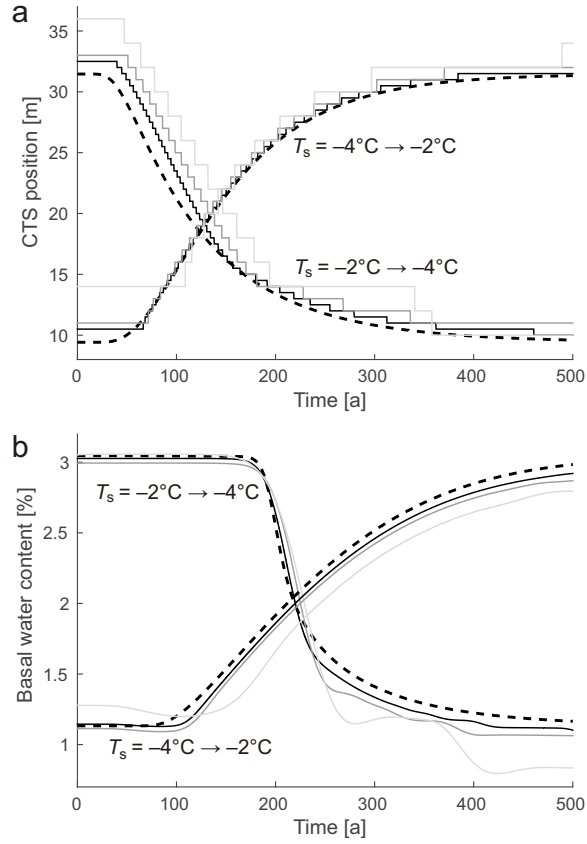 a
CTS position [m]
35
30
25
20
15
10
Tₛ = –4°C → –2°C
Tₛ = –2°C → –4°C
0 100 200 300 400 500
Time [a]
b
Basal water content [%]
3
2.5
2
1.5
1
Tₛ = –2°C → –4°C
Tₛ = –4°C → –2°C
0 100 200 300 400 500
Time [a]